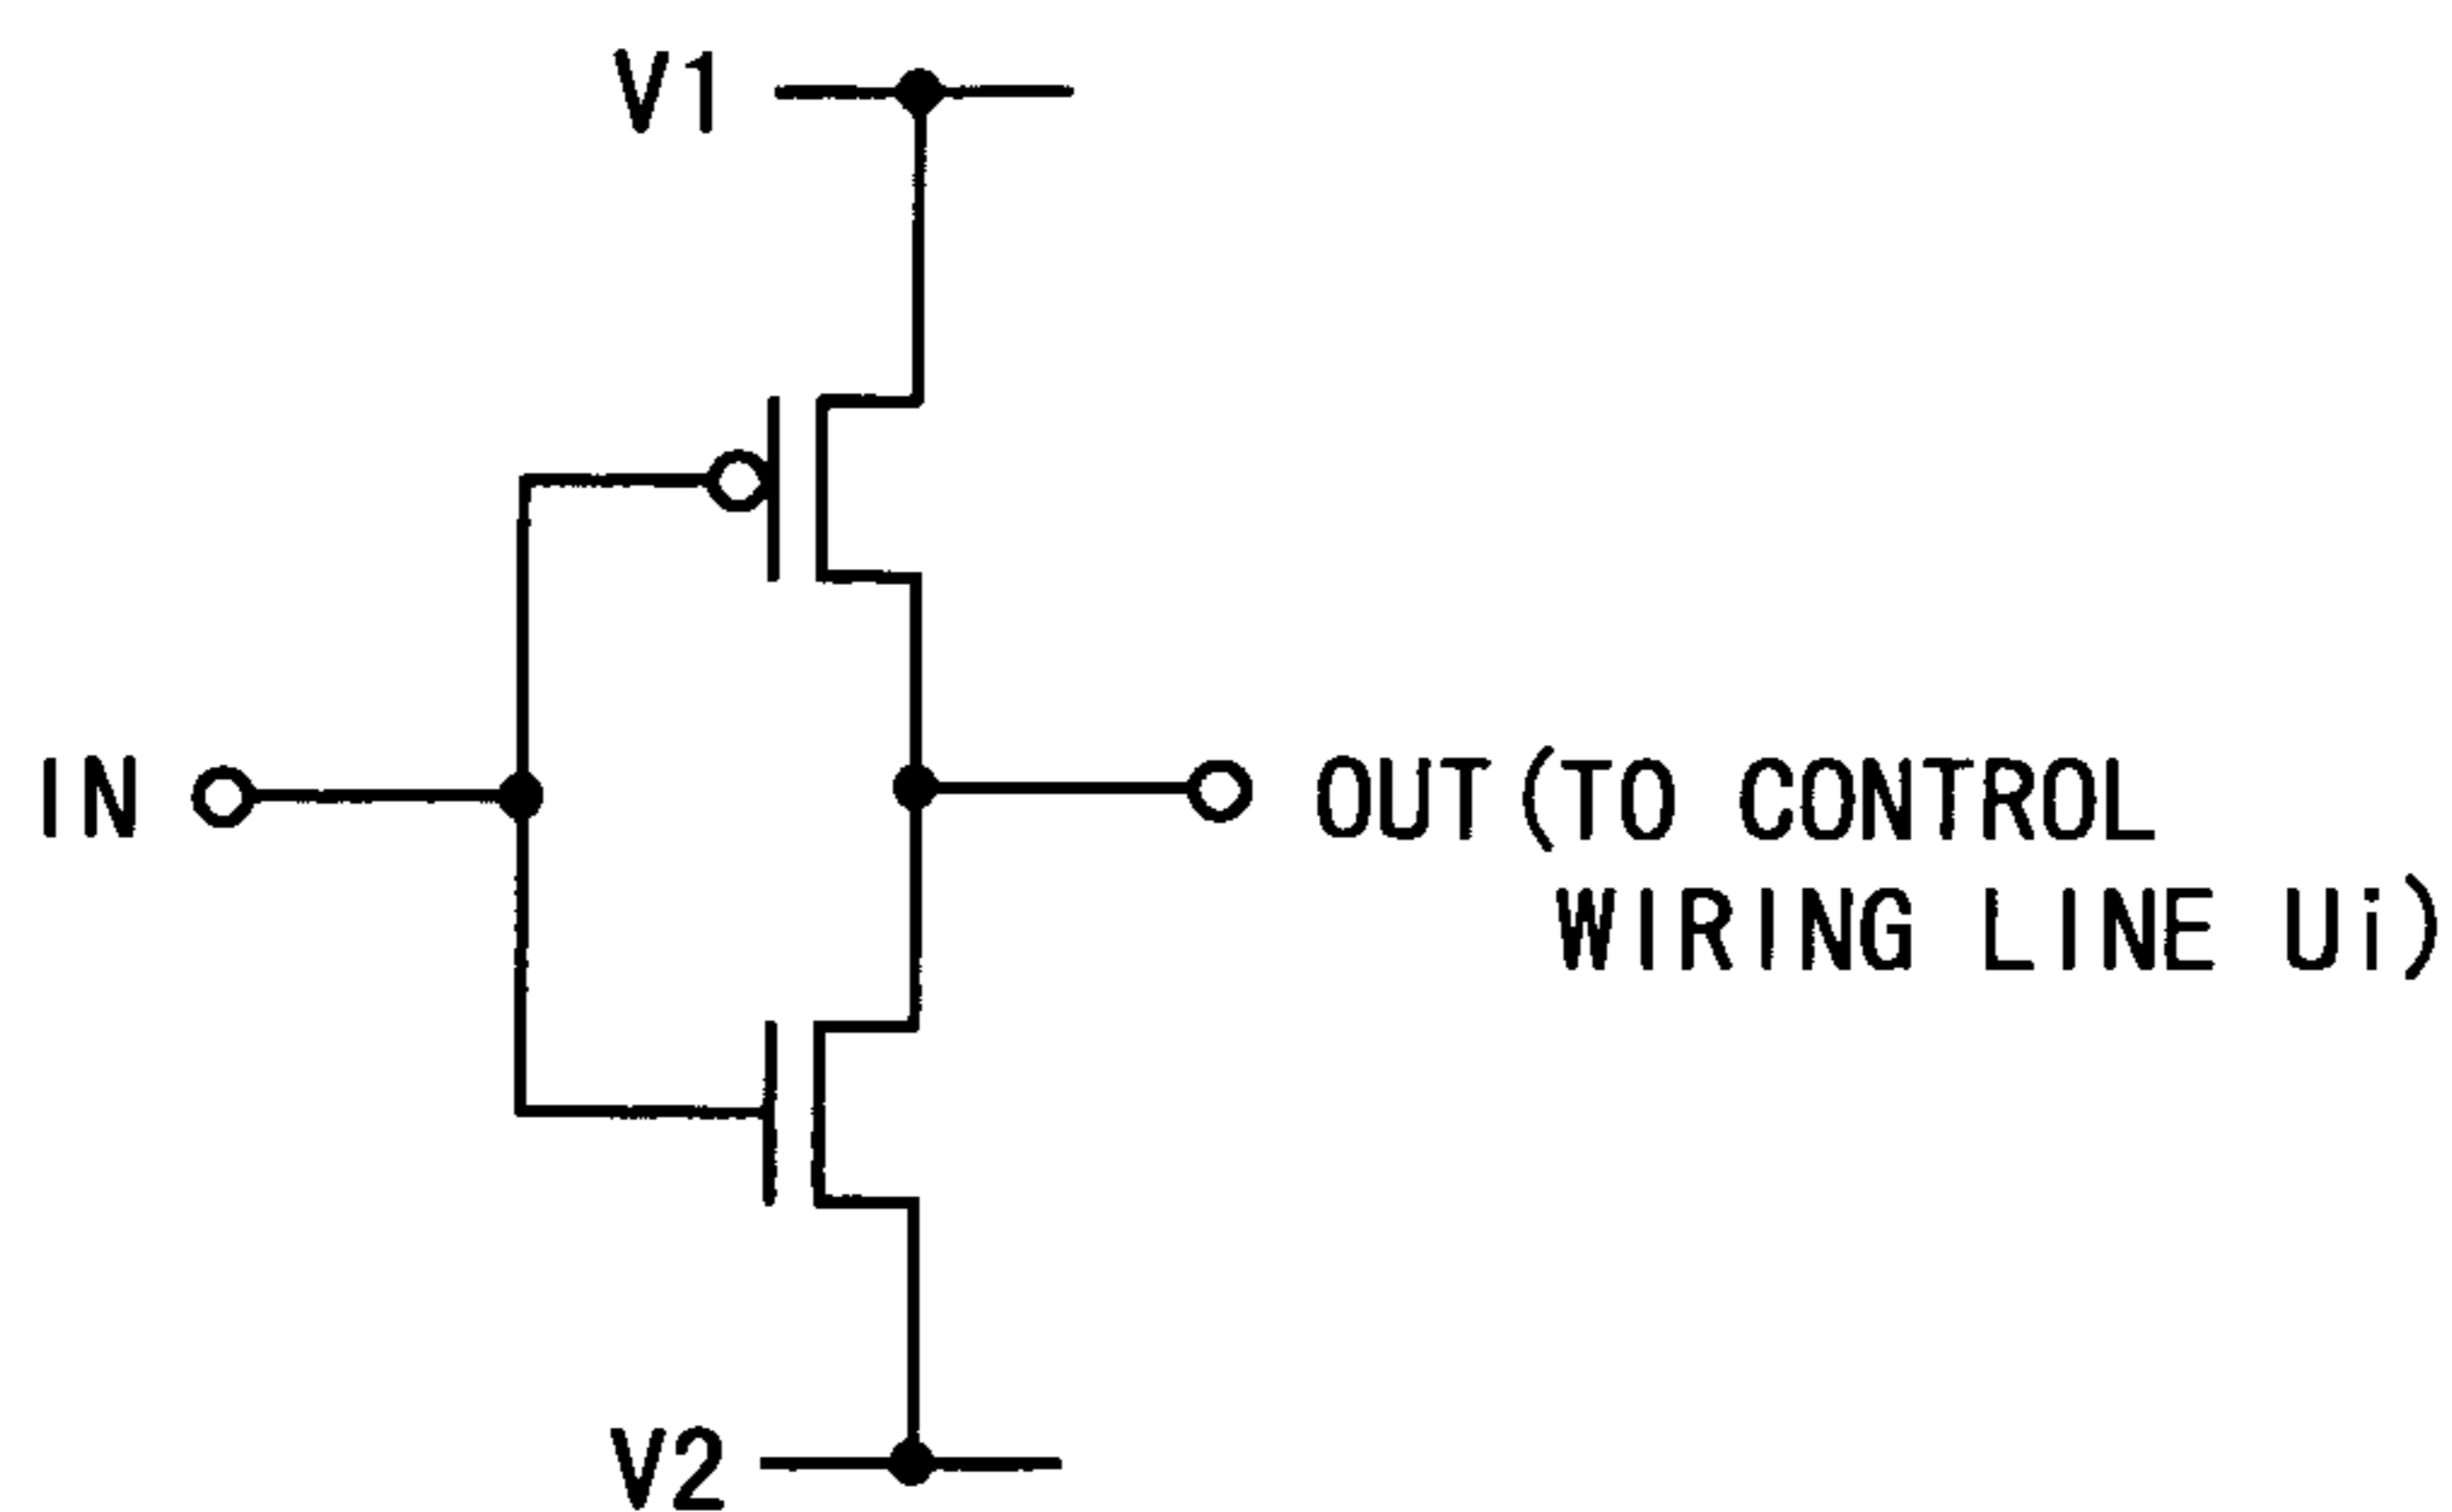 V1
IN
OUT(TO CONTROL
WIRING LINE Ui)
V2